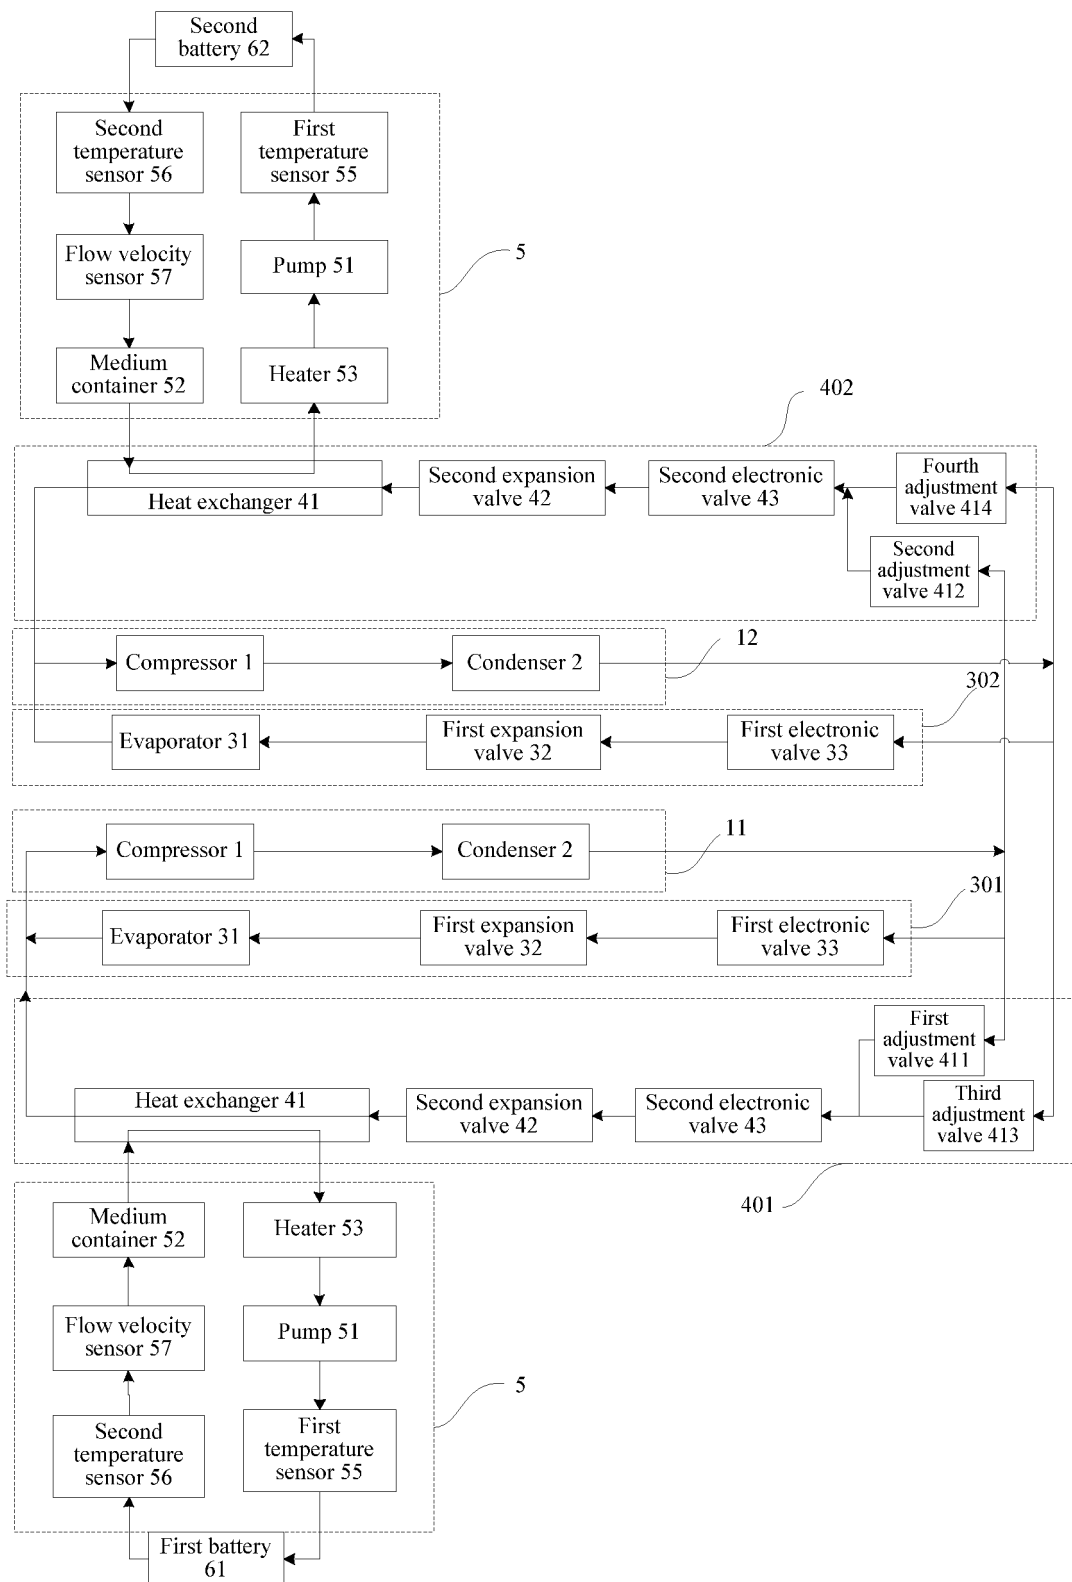 Second
battery 62
Second
temperature
sensor 56
First
temperature
sensor 55
Flow velocity
sensor 57
Pump 51
5
Medium
container 52
Heater 53
402
Heat exchanger 41
Second expansion
valve 42
Second electronic
valve 43
Fourth
adjustment
valve 414
Second
adjustment
valve 412
Compressor 1
Condenser 2
12
302
Evaporator 31
First expansion
valve 32
First electronic
valve 33
Compressor 1
Condenser 2
11
301
Evaporator 31
First expansion
valve 32
First electronic
valve 33
First
adjustment
valve 411
Heat exchanger 41
Second expansion
valve 42
Second electronic
valve 43
Third
adjustment
valve 413
401
Medium
container 52
Heater 53
Flow velocity
sensor 57
Pump 51
5
Second
temperature
sensor 56
First
temperature
sensor 55
First battery
61